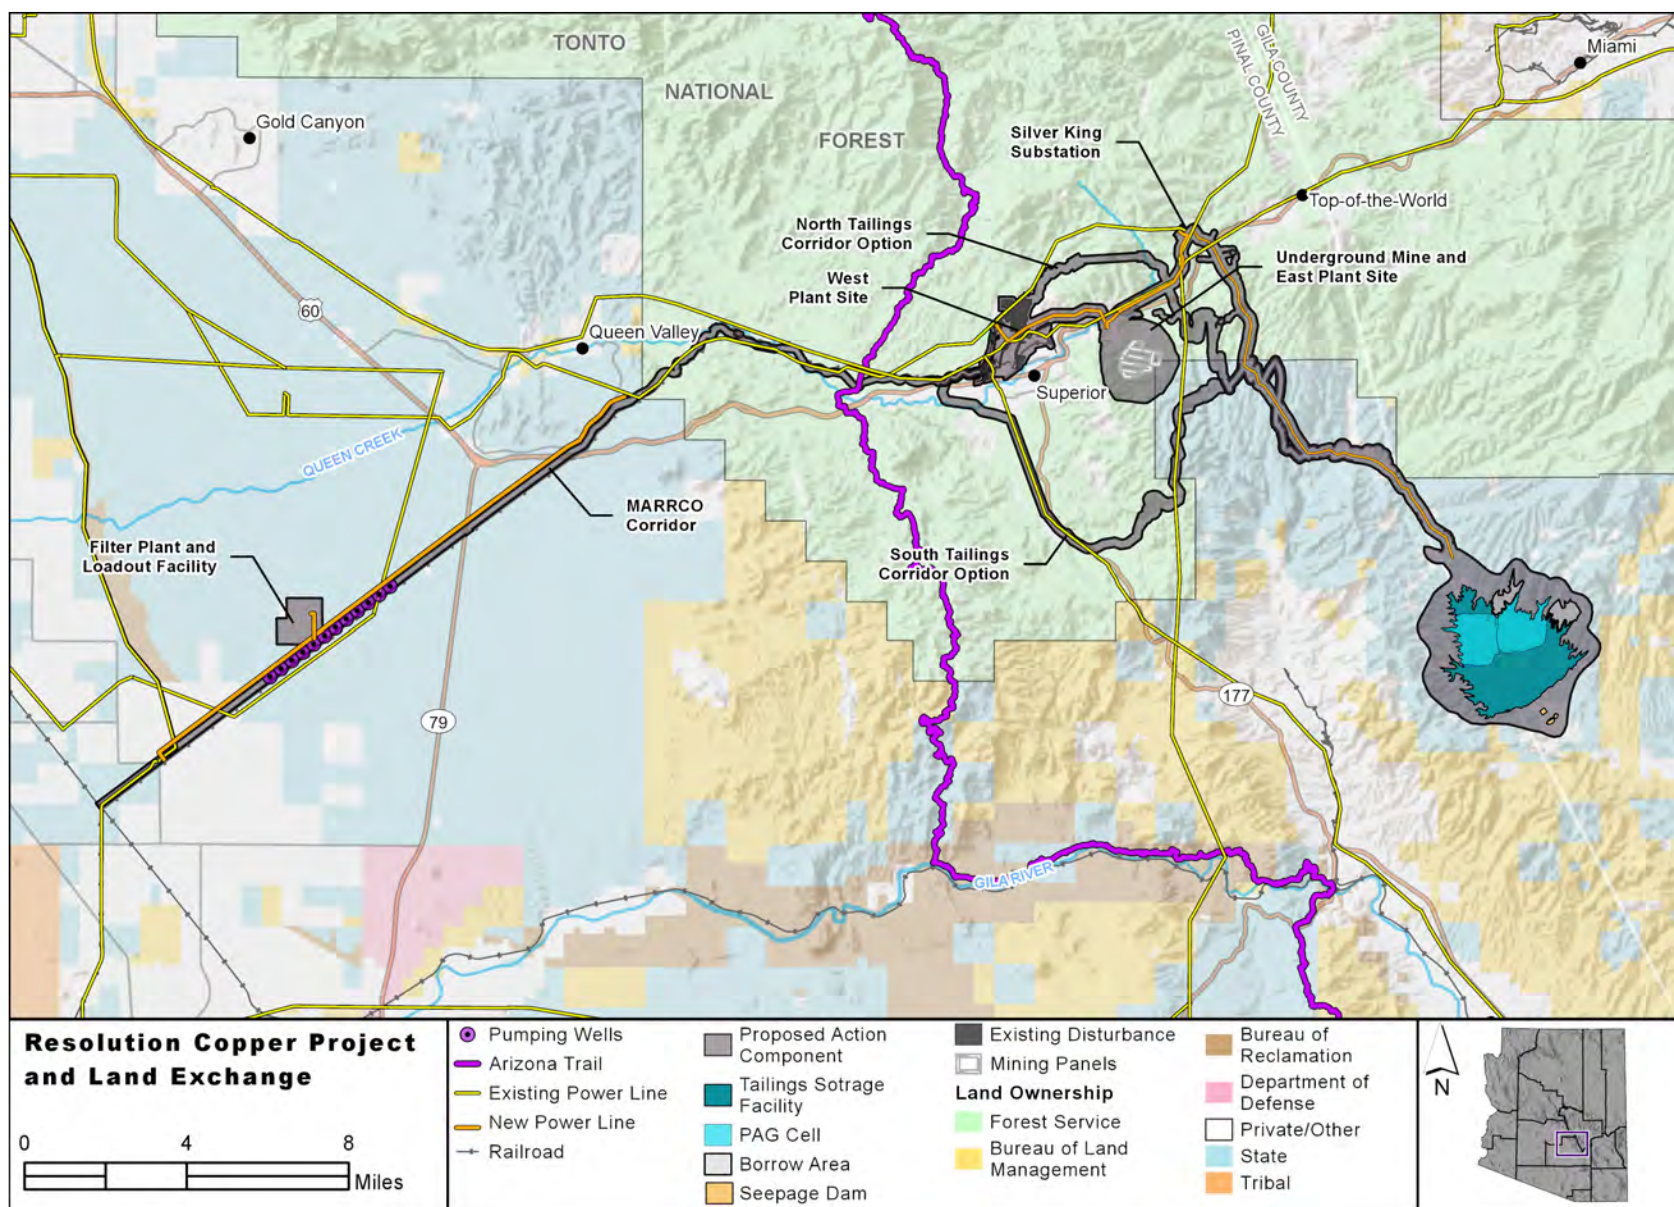 TONTO
NATIONAL
FOREST
GILA COUNTY
PINAL COUNTY
Miami
Gold Canyon
Silver King
Substation
Top-of-the-World
North Tailings
Corridor Option
Underground Mine and
East Plant Site
West
Plant Site
60
Queen Valley
Superior
QUEEN CREEK
MARRCO
Corridor
Filter Plant and
Loadout Facility
South Tailings
Corridor Option
177
79
GILA RIVER
Resolution Copper Project
and Land Exchange
0 4 8
Miles
Pumping Wells
Arizona Trail
Existing Power Line
New Power Line
Railroad
Proposed Action
Component
Tailings Sotrage
Facility
PAG Cell
Borrow Area
Seepage Dam
Existing Disturbance
Mining Panels
Land Ownership
Forest Service
Bureau of Land
Management
Bureau of
Reclamation
Department of
Defense
Private/Other
State
Tribal
N